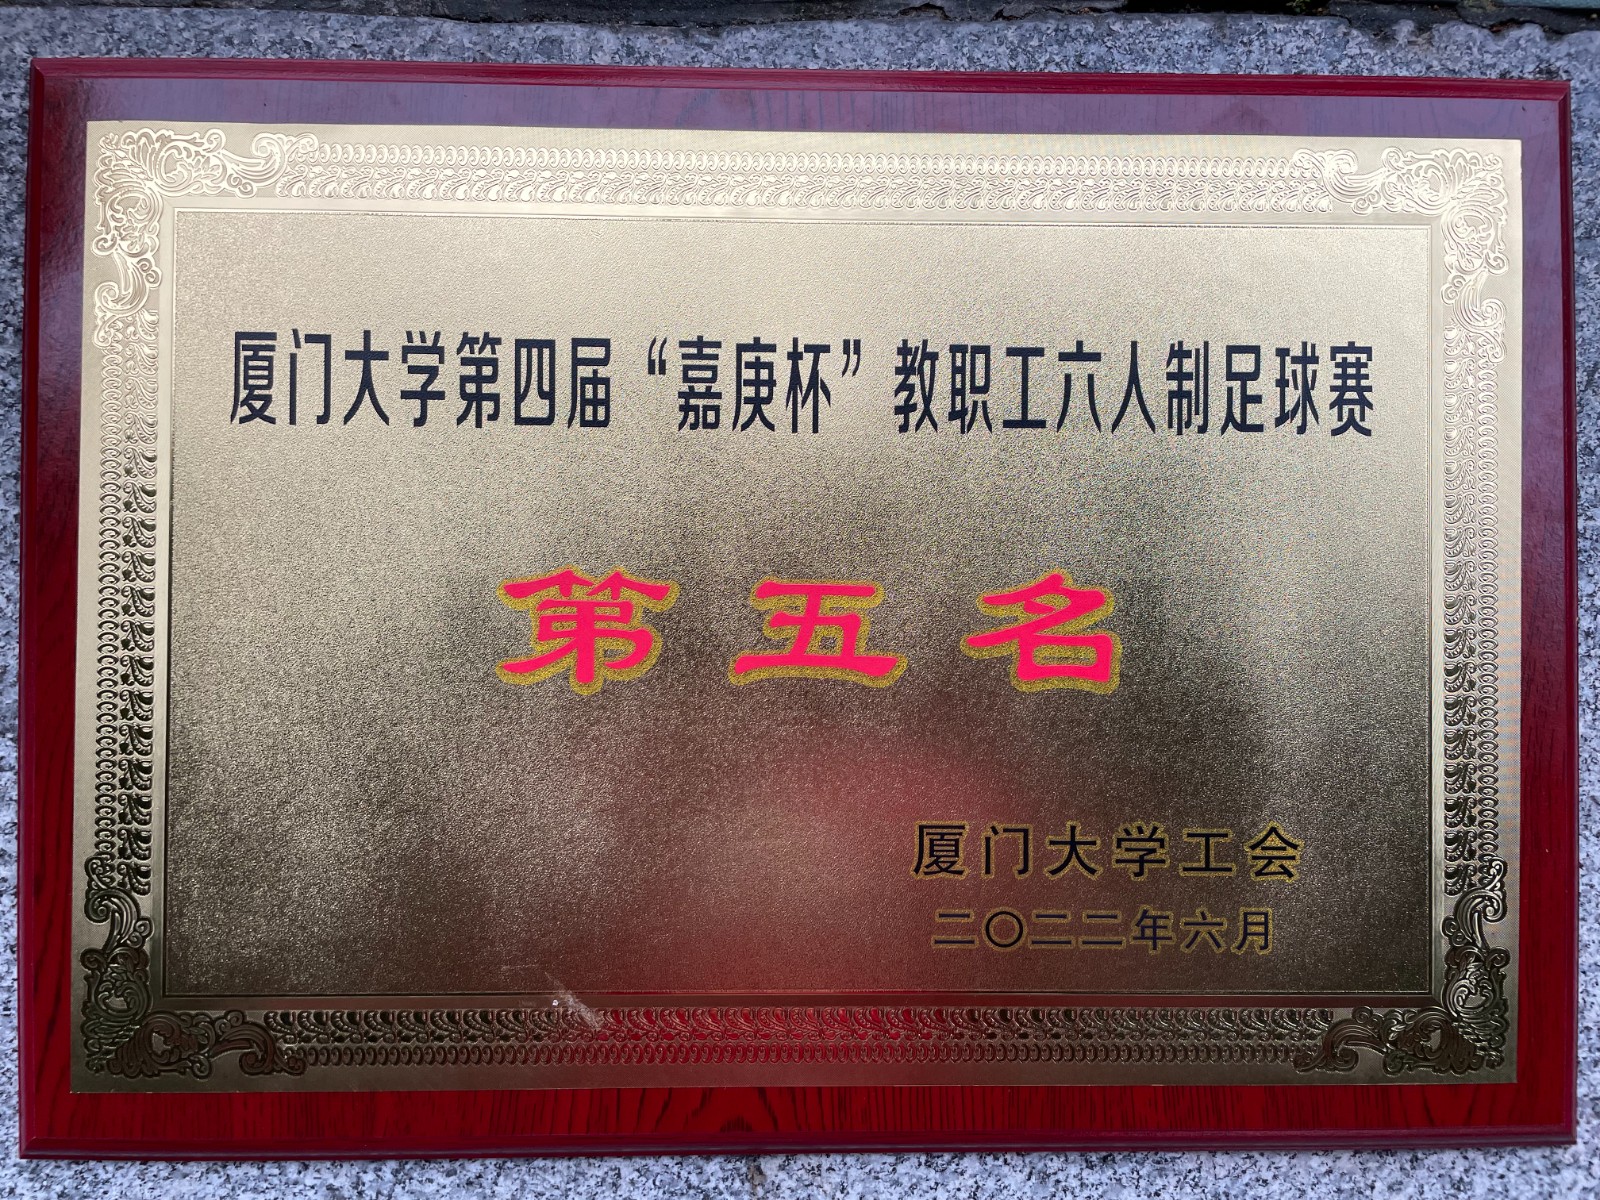 厦门大学第四届“嘉庚杯”教职工六人制足球赛
第五名
厦门大学工会
二〇二二年六月